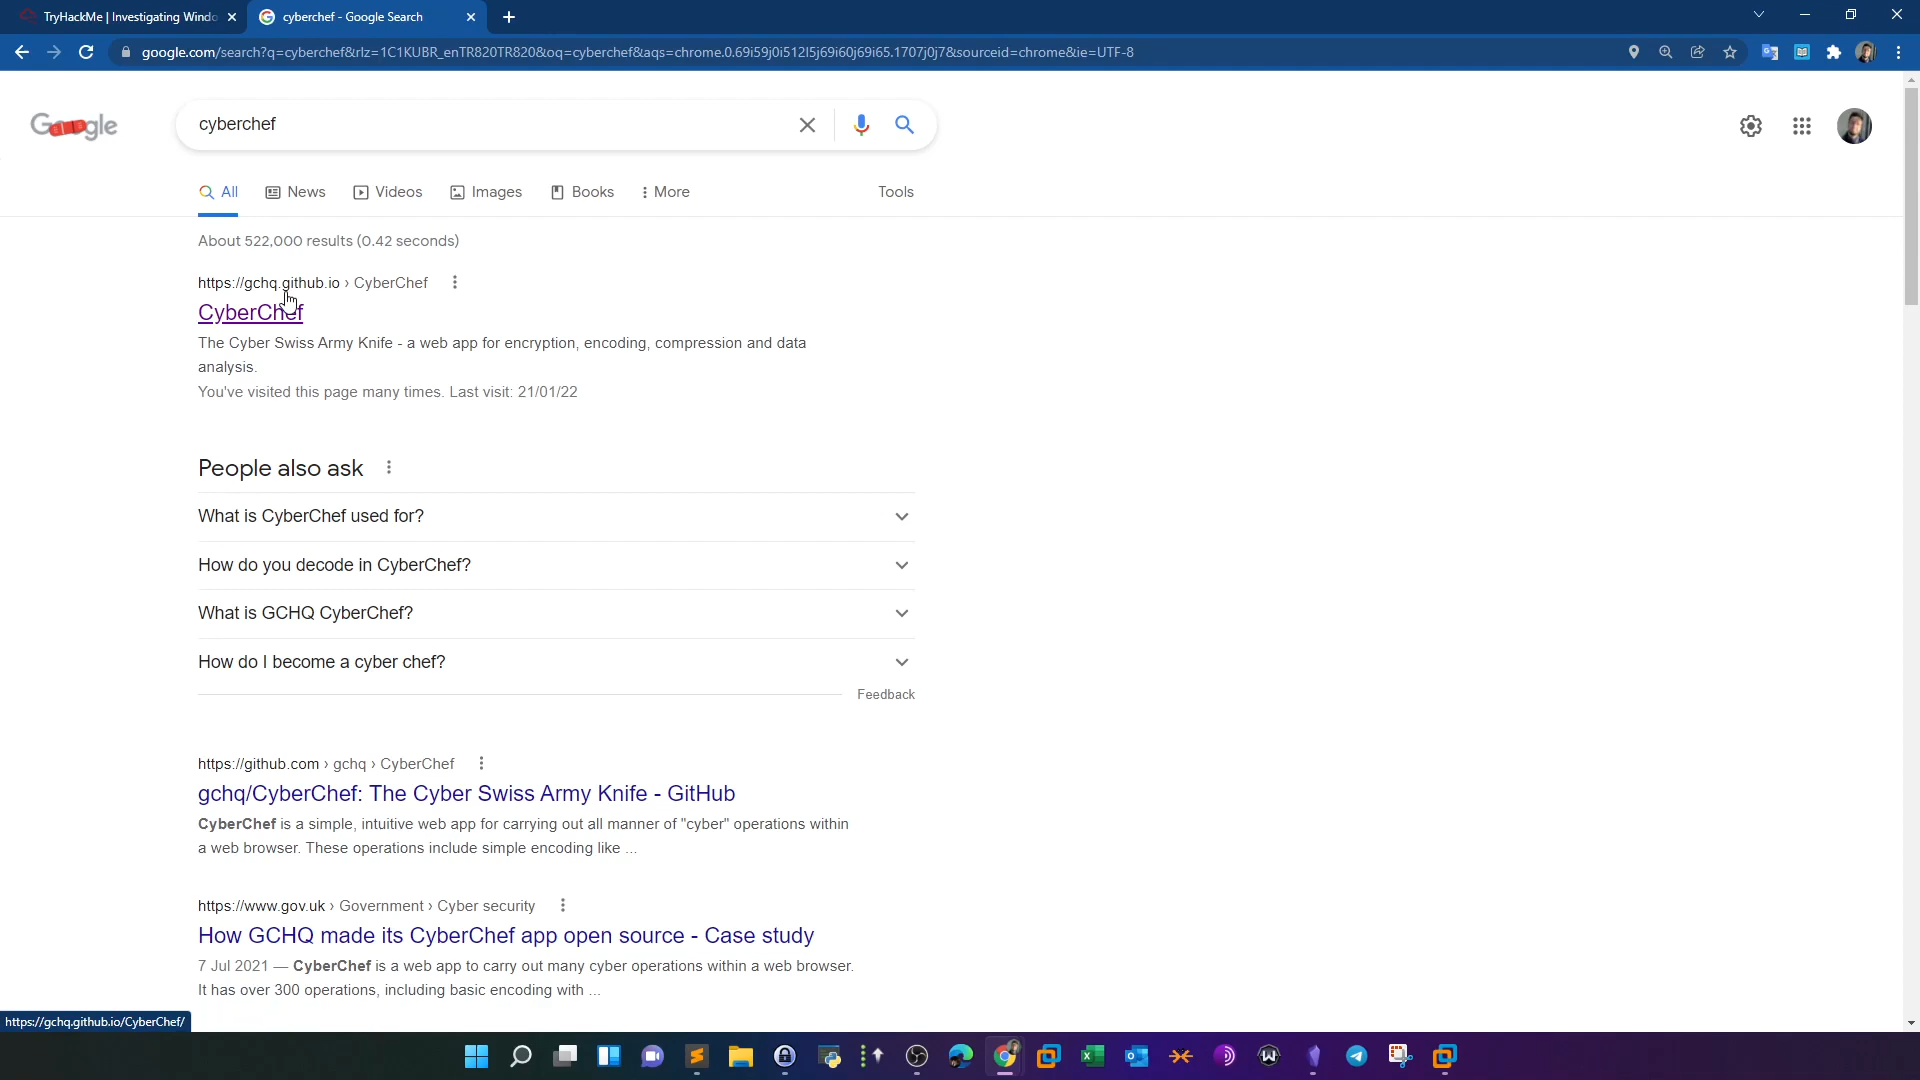 TryHackMe | Investigating Windo
cyberchef - Google Search
google.com/search?q=cyberchef&rlz=1C1KUBR_enTR820TR820&oq=cyberchef&aqs=chrome.0.69i59j0i512l5j69i60j69i65.1707j0j7&sourceid=chrome&ie=UTF-8
Google
cyberchef
All
News
Videos
Images
Books
More
Tools
About 522,000 results (0.42 seconds)
https://gchq.github.io › CyberChef
CyberChef
The Cyber Swiss Army Knife - a web app for encryption, encoding, compression and data
analysis.
You've visited this page many times. Last visit: 21/01/22
People also ask
What is CyberChef used for?
How do you decode in CyberChef?
What is GCHQ CyberChef?
How do I become a cyber chef?
Feedback
https://github.com › gchq › CyberChef
gchq/CyberChef: The Cyber Swiss Army Knife - GitHub
CyberChef is a simple, intuitive web app for carrying out all manner of "cyber" operations within
a web browser. These operations include simple encoding like ...
https://www.gov.uk › Government › Cyber security
How GCHQ made its CyberChef app open source - Case study
7 Jul 2021 — CyberChef is a web app to carry out many cyber operations within a web browser.
It has over 300 operations, including basic encoding with ...
https://gchq.github.io/CyberChef/